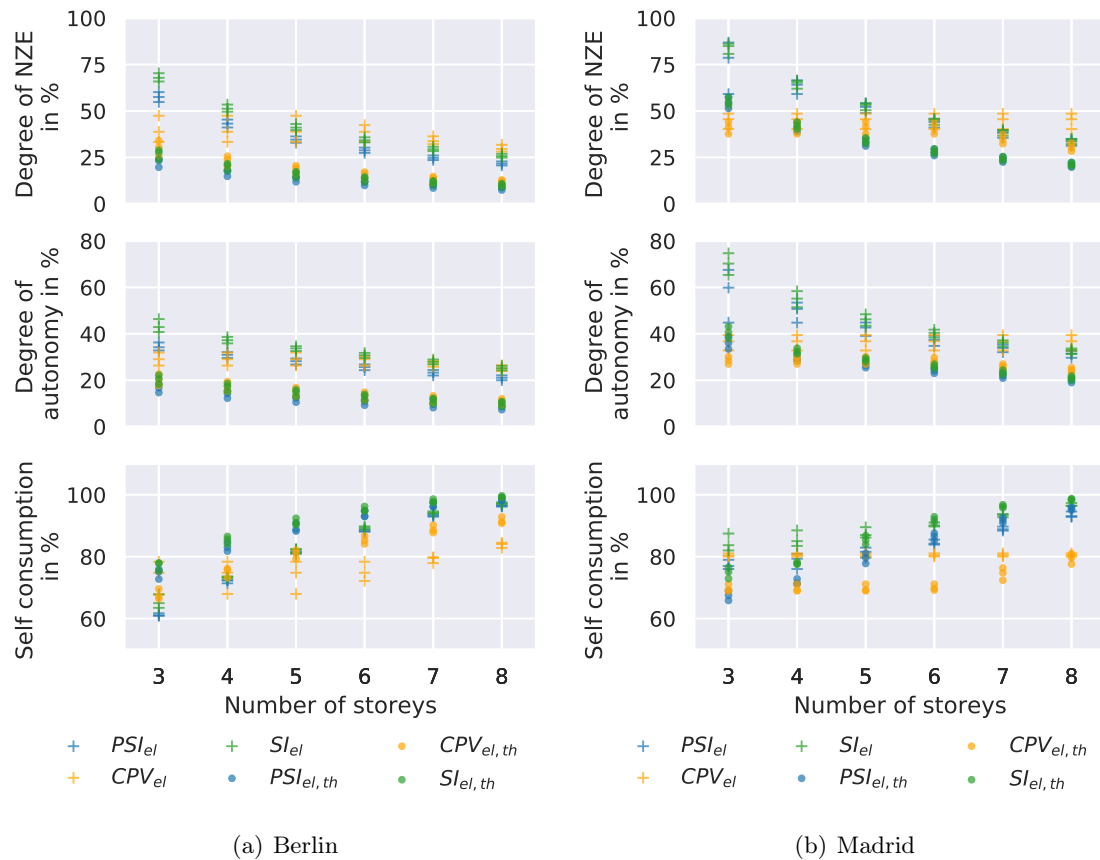 100
75
50
25
0
Degree of NZE
in %
80
60
40
20
0
Degree of
autonomy in %
100
80
60
Self consumption
in %
3 4 5 6 7 8
Number of storeys
PSI_el SI_el CPV_el,th
CPV_el PSI_el,th SI_el,th
(a) Berlin
100
75
50
25
0
Degree of NZE
in %
80
60
40
20
0
Degree of
autonomy in %
100
80
60
Self consumption
in %
3 4 5 6 7 8
Number of storeys
PSI_el SI_el CPV_el,th
CPV_el PSI_el,th SI_el,th
(b) Madrid